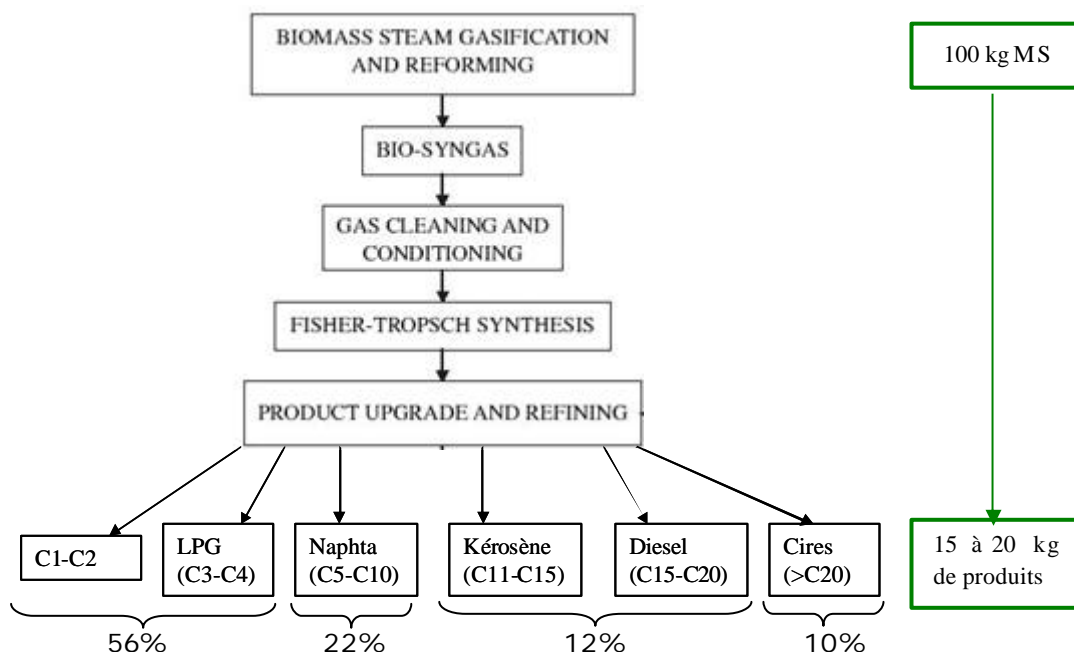 BIOMASS STEAM GASIFICATION
AND REFORMING
100 kg MS
BIO-SYNGAS
GAS CLEANING AND
CONDITIONING
FISHER-TROPSCH SYNTHESIS
PRODUCT UPGRADE AND REFINING
C1-C2
LPG
(C3-C4)
Naphta
(C5-C10)
Kérosène
(C11-C15)
Diesel
(C15-C20)
Cires
(>C20)
15 à 20 kg
de produits
56%
22%
12%
10%